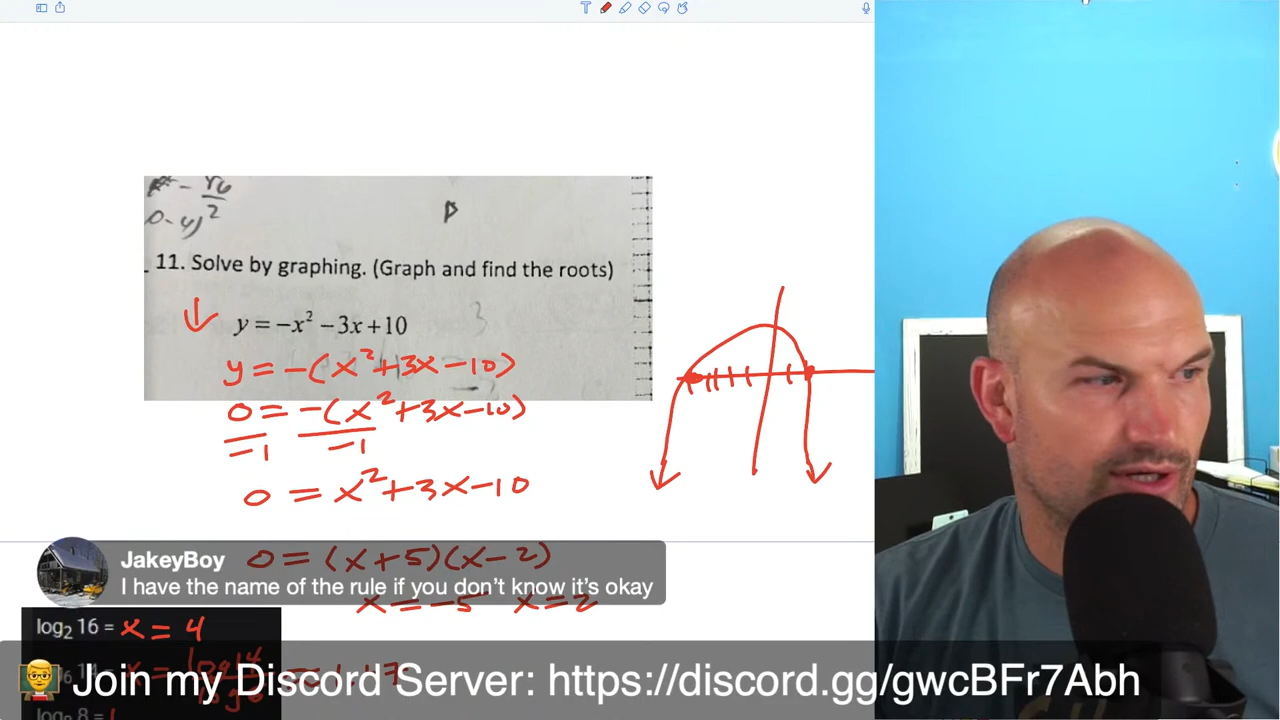 11. Solve by graphing. (Graph and find the roots)
y = -x² - 3x + 10
y = -(x² + 3x - 10)
0 = -(x² + 3x - 10)
-1 -1
0 = x² + 3x - 10
0 = (x + 5)(x - 2)
x = -5 x = 2
JakeyBoy
I have the name of the rule if you don't know it's okay
log₂ 16 = x = 4
Join my Discord Server: https://discord.gg/gwcBFr7Abh